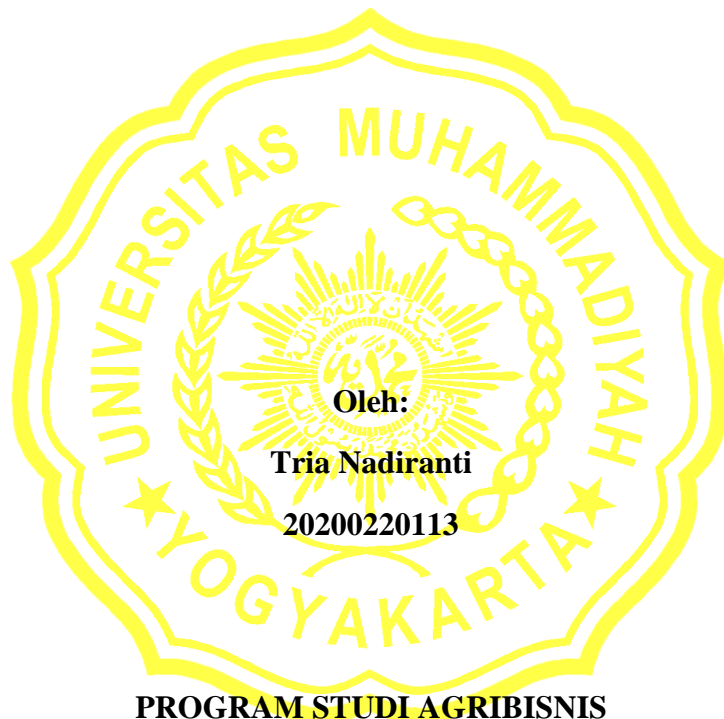 UNIVERSITAS MUHAMMADIYAH
YOGYAKARTA
Oleh:
Tria Nadiranti
20200220113
PROGRAM STUDI AGRIBISNIS